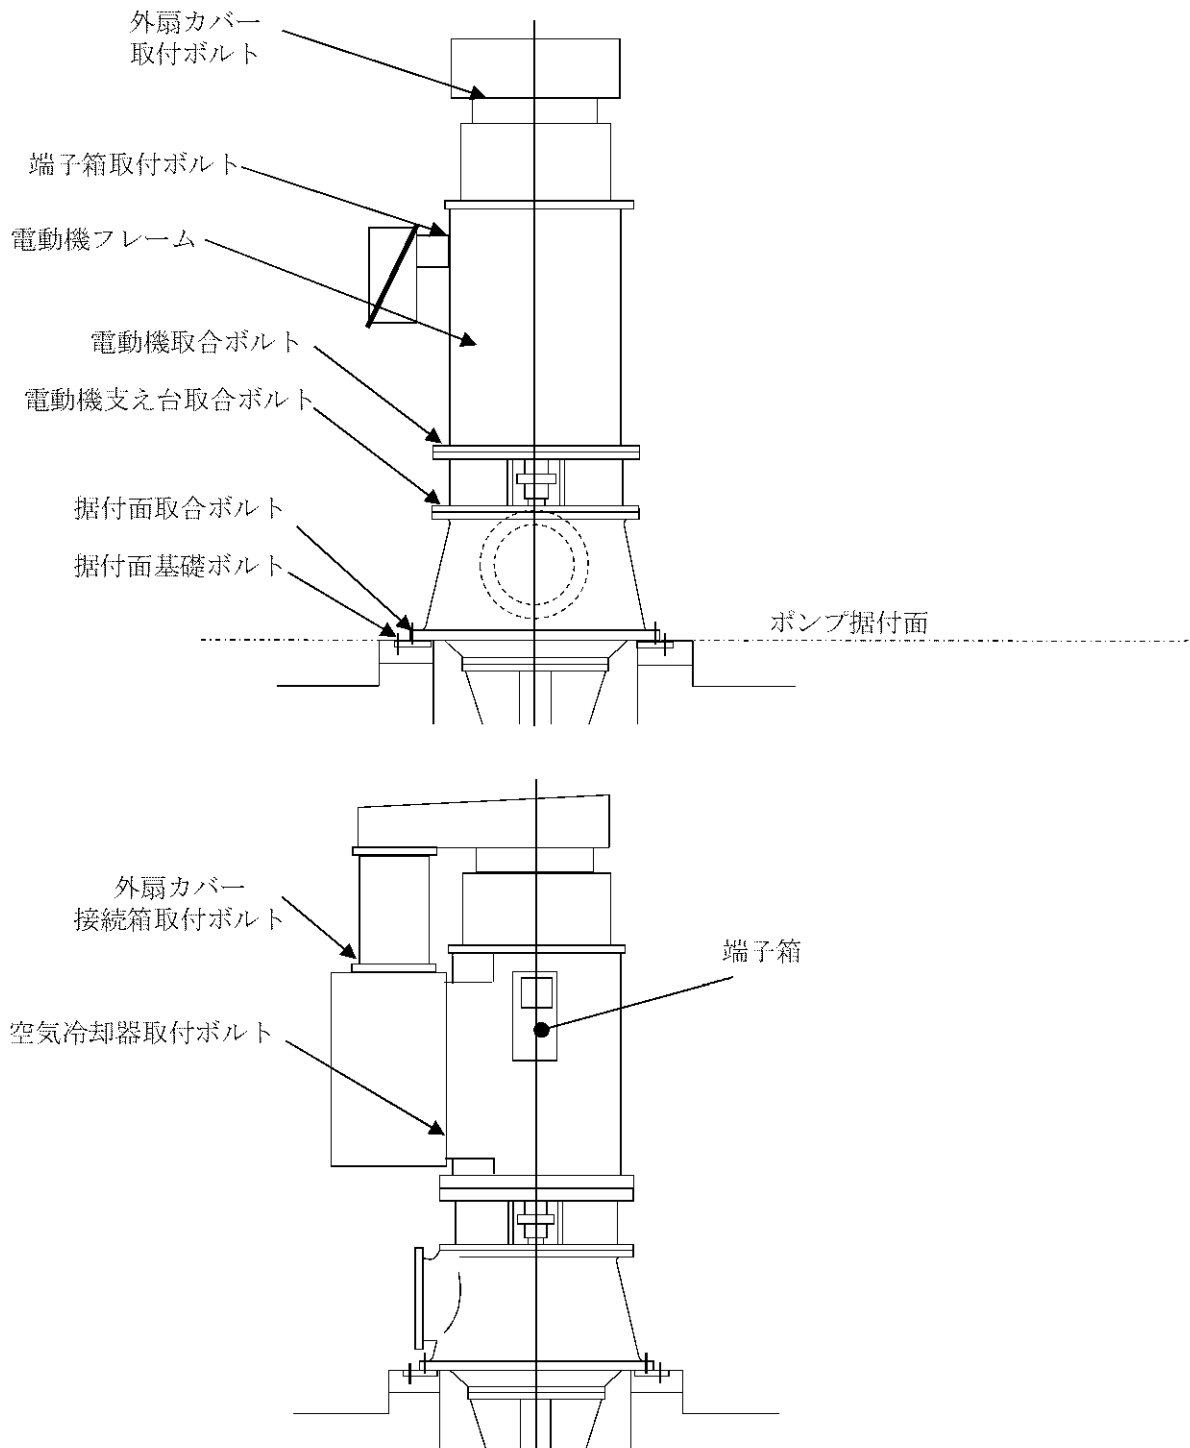 外扇カバー
取付ボルト
端子箱取付ボルト
電動機フレーム
電動機取合ボルト
電動機支え台取合ボルト
据付面取合ボルト
据付面基礎ボルト
ポンプ据付面
外扇カバー
接続箱取付ボルト
端子箱
空気冷却器取付ボルト